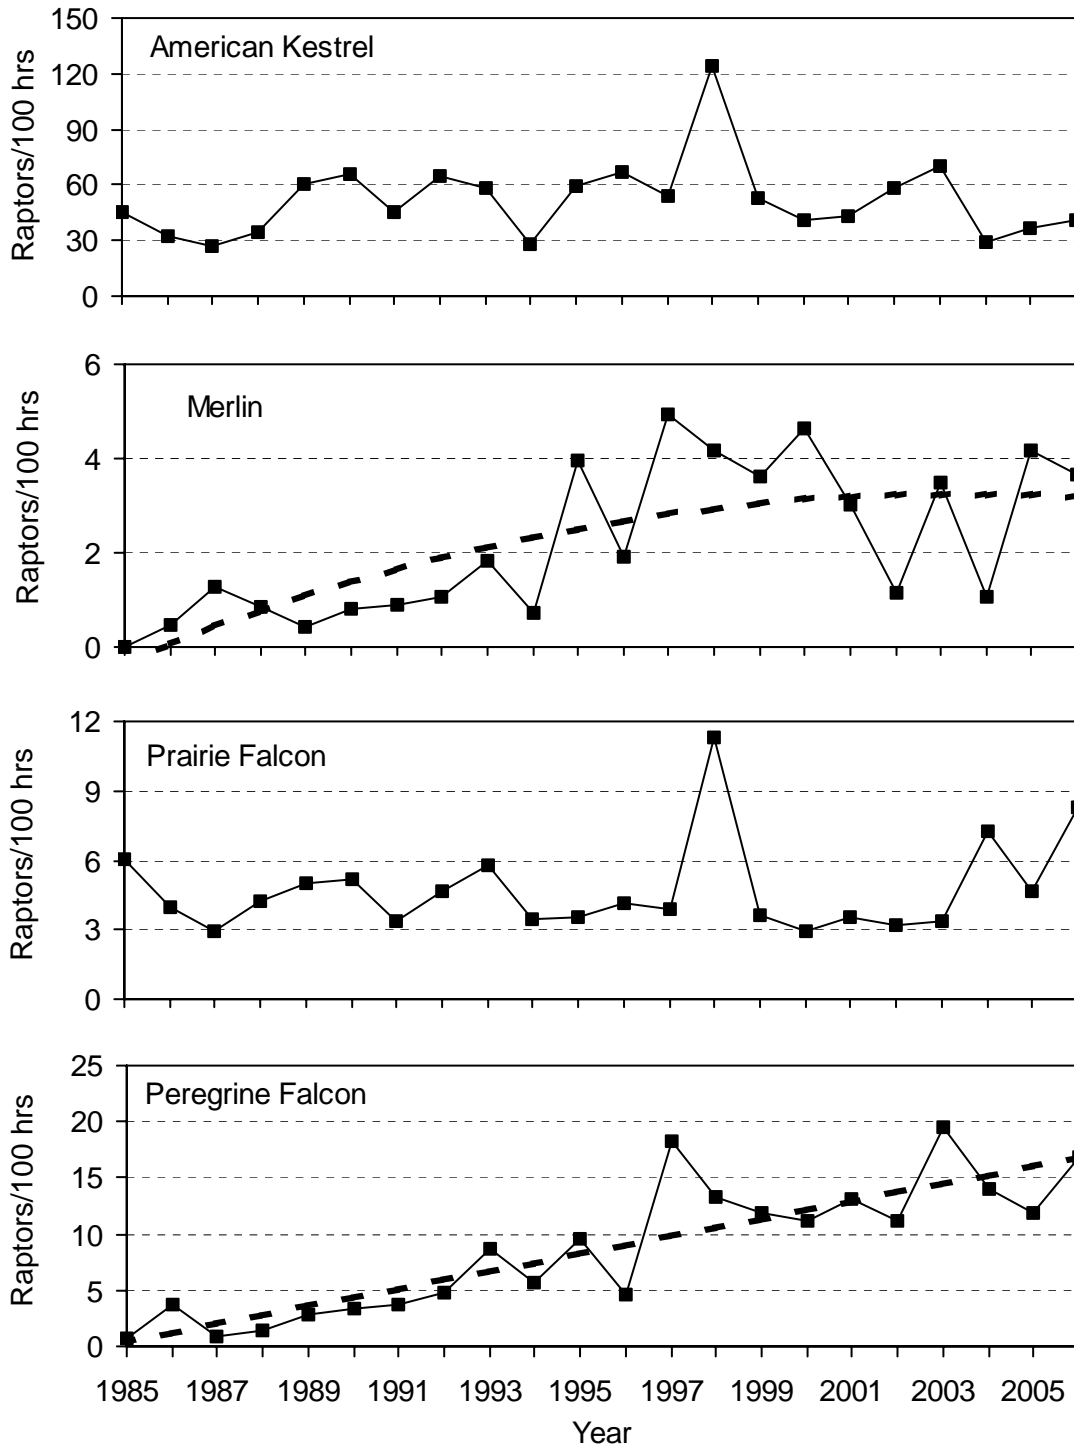 American Kestrel
Raptors/100 hrs
150
120
90
60
30
0
Merlin
Raptors/100 hrs
6
4
2
0
Prairie Falcon
Raptors/100 hrs
12
9
6
3
0
Peregrine Falcon
Raptors/100 hrs
25
20
15
10
5
0
1985 1987 1989 1991 1993 1995 1997 1999 2001 2003 2005
Year